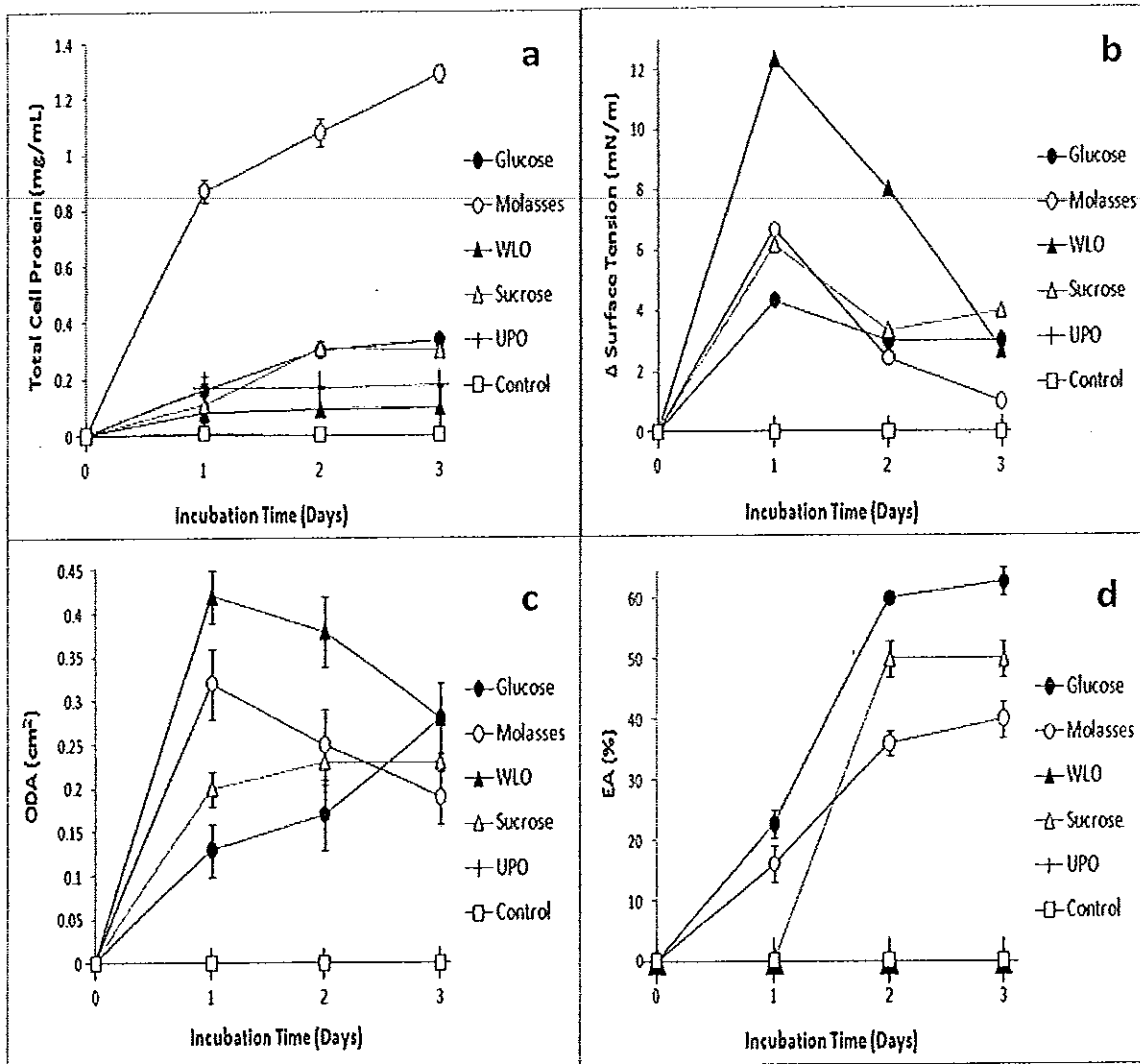 a
Total Cell Protein (mg/mL)
1.4
1.2
1
0.8
0.6
0.4
0.2
0
0 1 2 3
Incubation Time (Days)
Glucose
Molasses
WLO
Sucrose
UPO
Control
b
Δ Surface Tension (mN/m)
12
10
8
6
4
2
0
0 1 2 3
Incubation Time (Days)
Glucose
Molasses
WLO
Sucrose
UPO
Control
c
ODA (cm²)
0.45
0.4
0.35
0.3
0.25
0.2
0.15
0.1
0.05
0
0 1 2 3
Incubation Time (Days)
Glucose
Molasses
WLO
Sucrose
UPO
Control
d
EA (%)
60
50
40
30
20
10
0
0 1 2 3
Incubation Time (Days)
Glucose
Molasses
WLO
Sucrose
UPO
Control